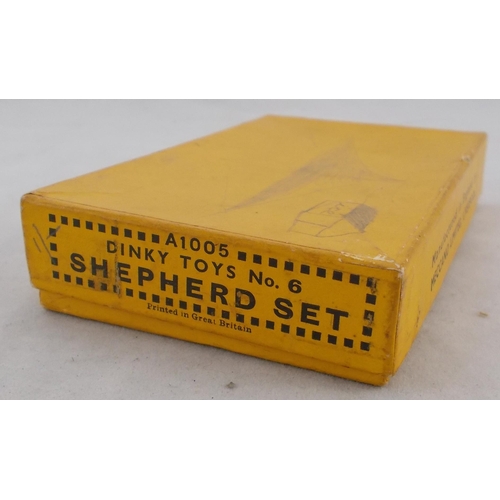 A1005
DINKY TOYS No. 6
SHEPHERD SET
Printed in Great Britain